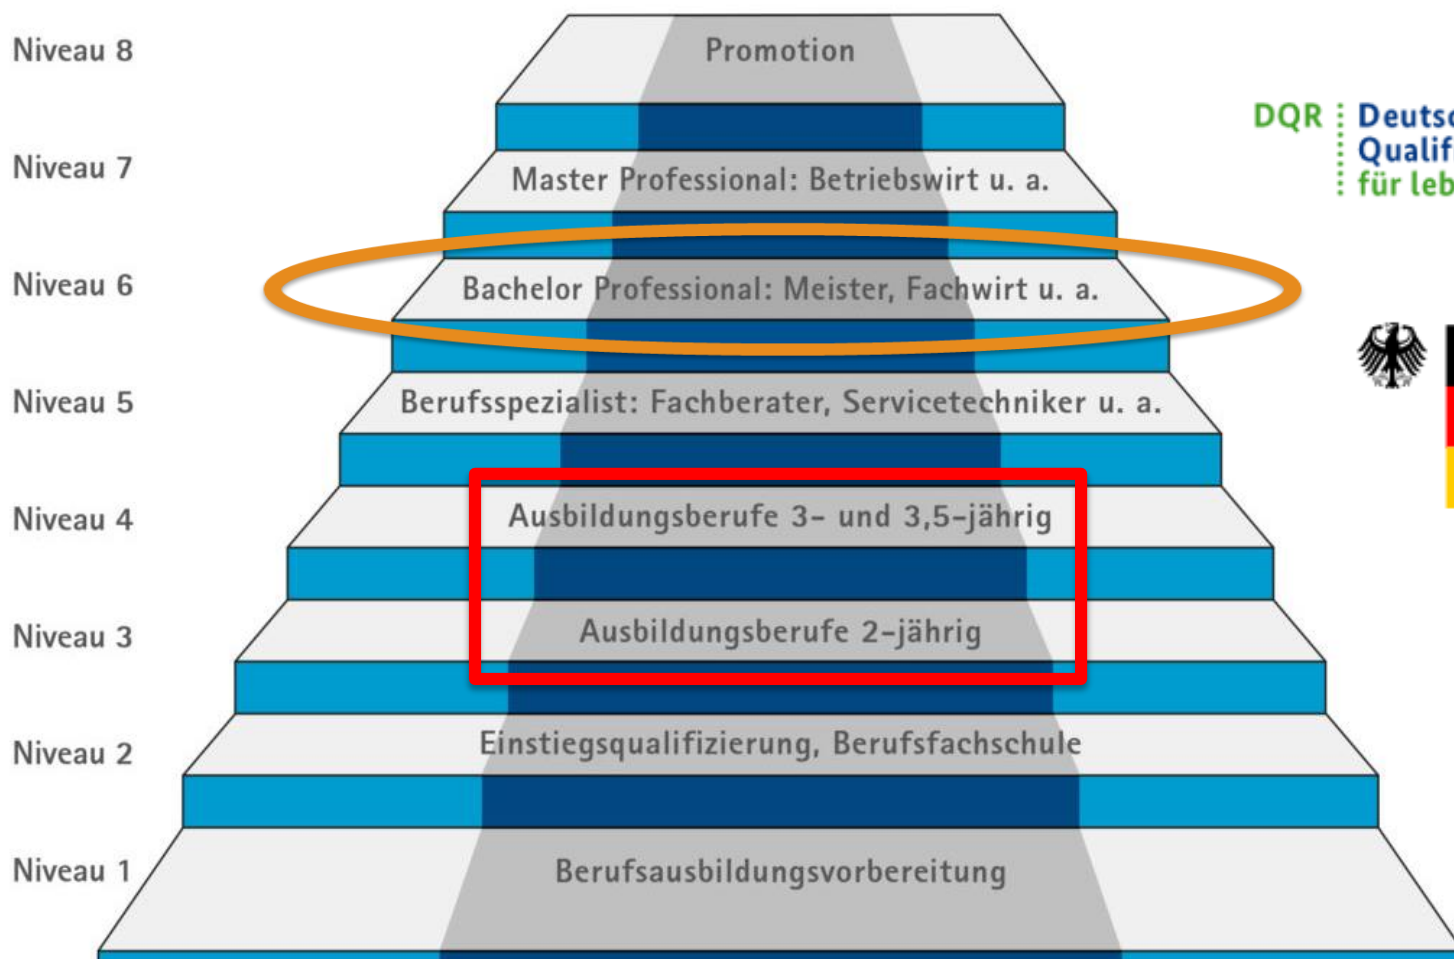 Niveau 8
Promotion
DQR
Niveau 7
Master Professional: Betriebswirt u. a.
für
Niveau 6
Bachelor Professional: Meister, Fachwirt u. a.
Niveau 5
Berufsspezialist: Fachberater, Servicetechniker u. a.
Niveau 4
Ausbildungsberufe 3- und 3,5-jährig
Niveau 3
Ausbildungsberufe 2-jährig
Niveau 2
Einstiegsqualifizierung, Berufsfachschule
Niveau 1
Berufsausbildungsvorbereitung